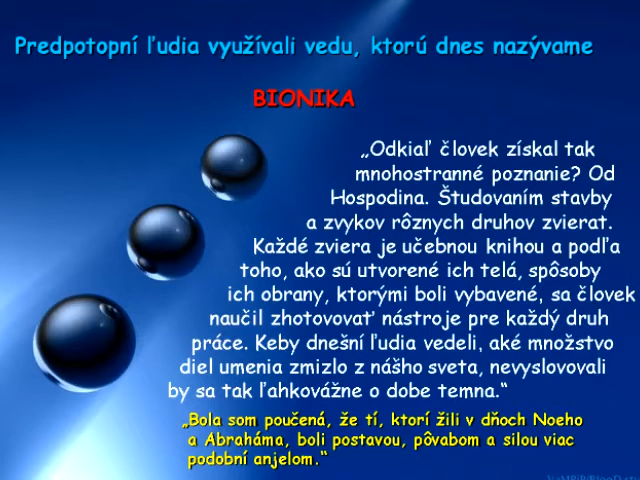 Predpotopní ľudia využívali vedu, ktorú dnes nazývame
BIONIKA
„Odkiaľ človek získal tak
mnohostranné poznanie? Od
Hospodina. Študovaním stavby
a zvykov rôznych druhov zvierat.
Každé zviera je učebnou knihou a podľa
toho, ako sú utvorené ich telá, spôsoby
ich obrany, ktorými boli vybavené, sa človek
naučil zhotovovať nástroje pre každý druh
práce. Keby dnešní ľudia vedeli, aké množstvo
diel umenia zmizlo z nášho sveta, nevyslovovali
by sa tak ľahkovážne o dobe temna.“
„Bola som poučená, že tí, ktorí žili v dňoch Noeho
a Abraháma, boli postavou, pôvabom a silou viac
podobní anjelom.“